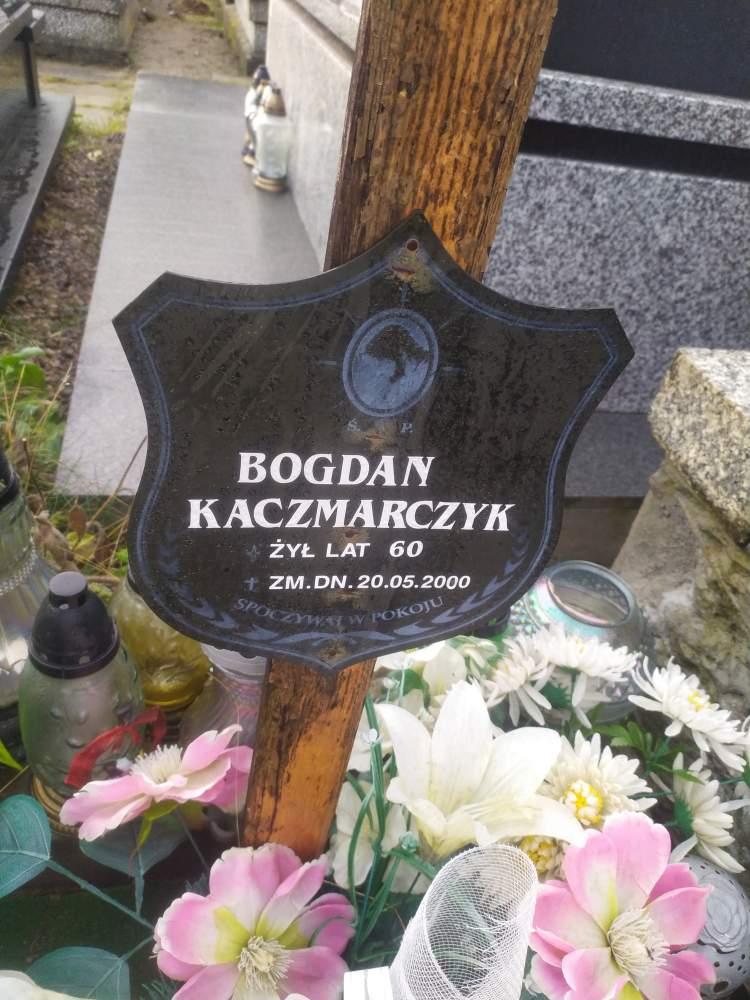 Ś. P.
BOGDAN
KACZMARCZYK
ŻYŁ LAT 60
† ZM.DN. 20.05.2000
SPOCZYWAJ W POKOJU